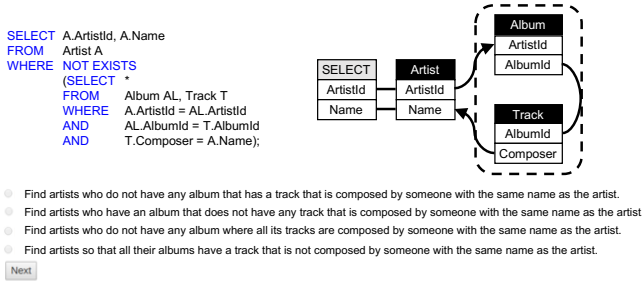 SELECT A.ArtistId, A.Name
FROM Artist A
WHERE NOT EXISTS
(SELECT *
FROM Album AL, Track T
WHERE A.ArtistId = AL.ArtistId
AND AL.AlbumId = T.AlbumId
AND T.Composer = A.Name);
SELECT
ArtistId
Name
Artist
ArtistId
Name
Album
ArtistId
AlbumId
Track
AlbumId
Composer
Find artists who do not have any album that has a track that is composed by someone with the same name as the artist.
Find artists who have an album that does not have any track that is composed by someone with the same name as the artist
Find artists who do not have any album where all its tracks are composed by someone with the same name as the artist.
Find artists so that all their albums have a track that is not composed by someone with the same name as the artist.
Next